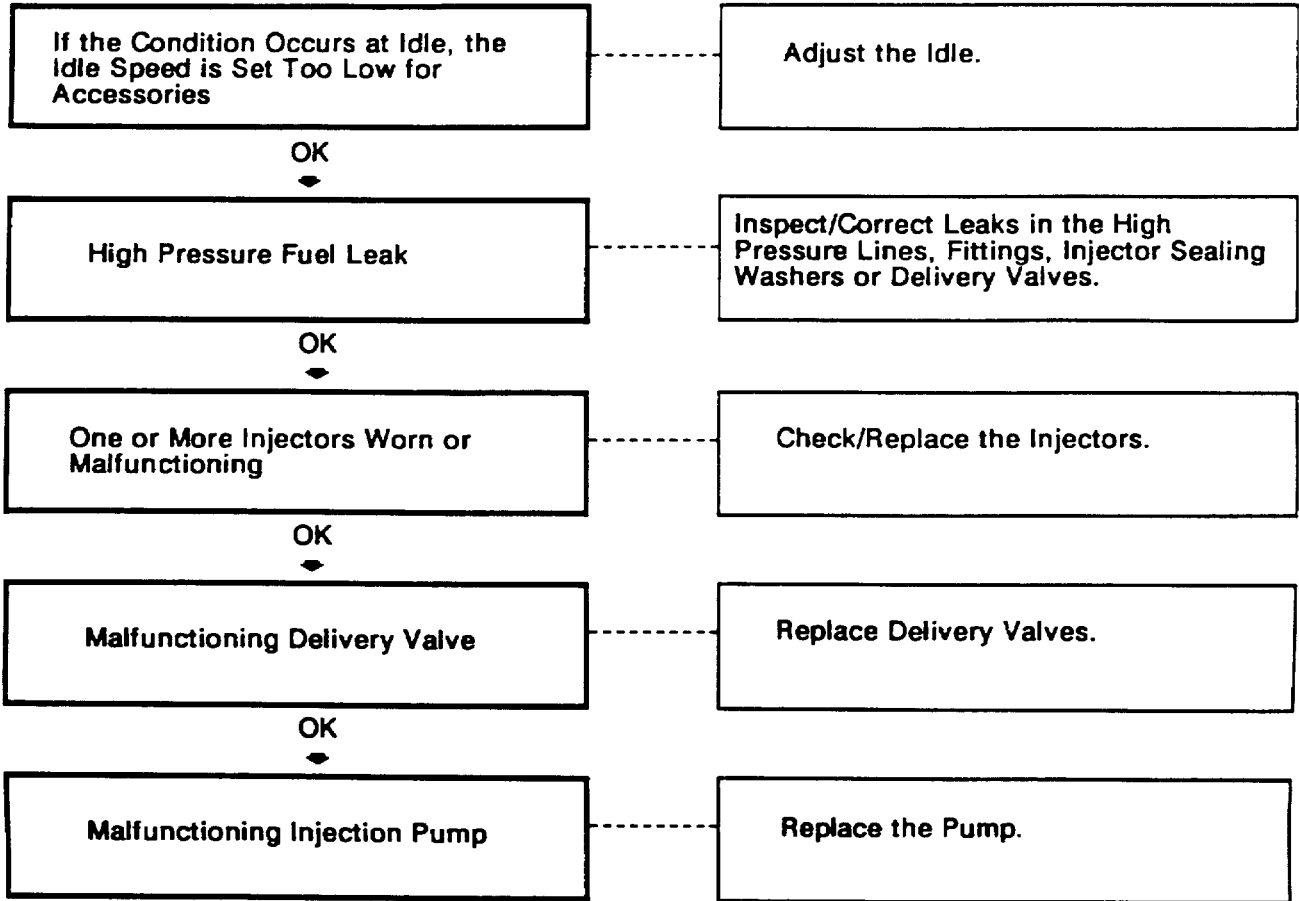 If the Condition Occurs at Idle, the
Idle Speed is Set Too Low for
Accessories
Adjust the Idle.
OK
High Pressure Fuel Leak
Inspect/Correct Leaks in the High
Pressure Lines, Fittings, Injector Sealing
Washers or Delivery Valves.
OK
One or More Injectors Worn or
Malfunctioning
Check/Replace the Injectors.
OK
Malfunctioning Delivery Valve
Replace Delivery Valves.
OK
Malfunctioning Injection Pump
Replace the Pump.